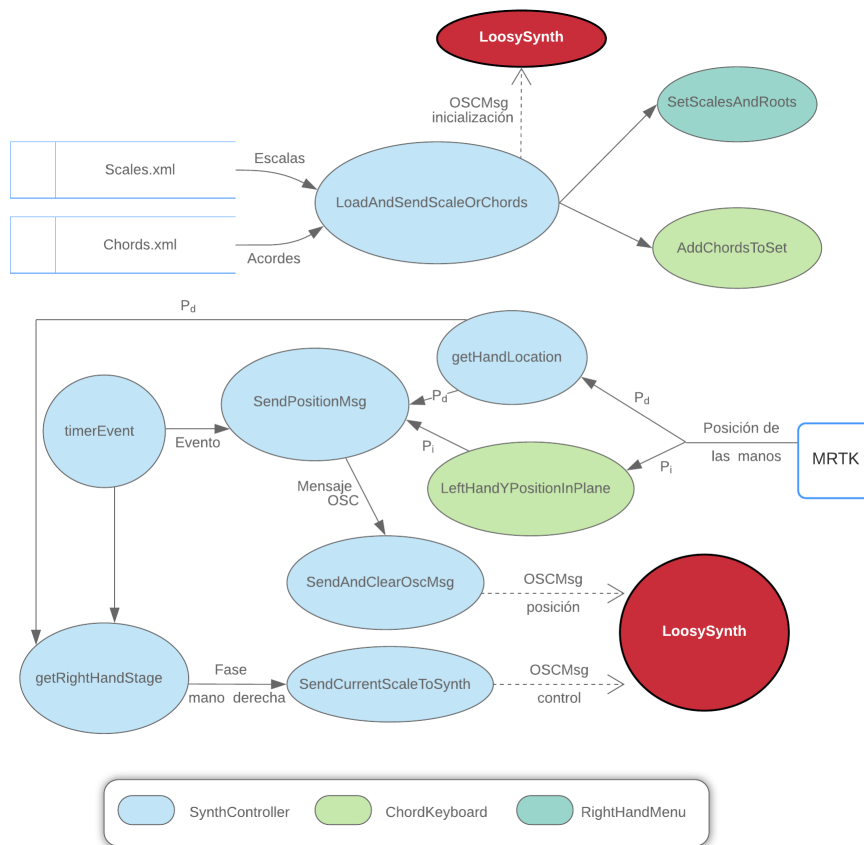 LoosySynth
OSCMsg
inicialización
SetScalesAndRoots
Escalas
Scales.xml
LoadAndSendScaleOrChords
Chords.xml
Acordes
AddChordsToSet
Pd
getHandLocation
Pd
SendPositionMsg
Pd
timerEvent
Evento
Pi
Posición de
las manos
MRTK
Pi
LeftHandYPositionInPlane
Mensaje
OSC
SendAndClearOscMsg
OSCMsg
posición
LoosySynth
getRightHandStage
Fase
mano derecha
SendCurrentScaleToSynth
OSCMsg
control
SynthController
ChordKeyboard
RightHandMenu